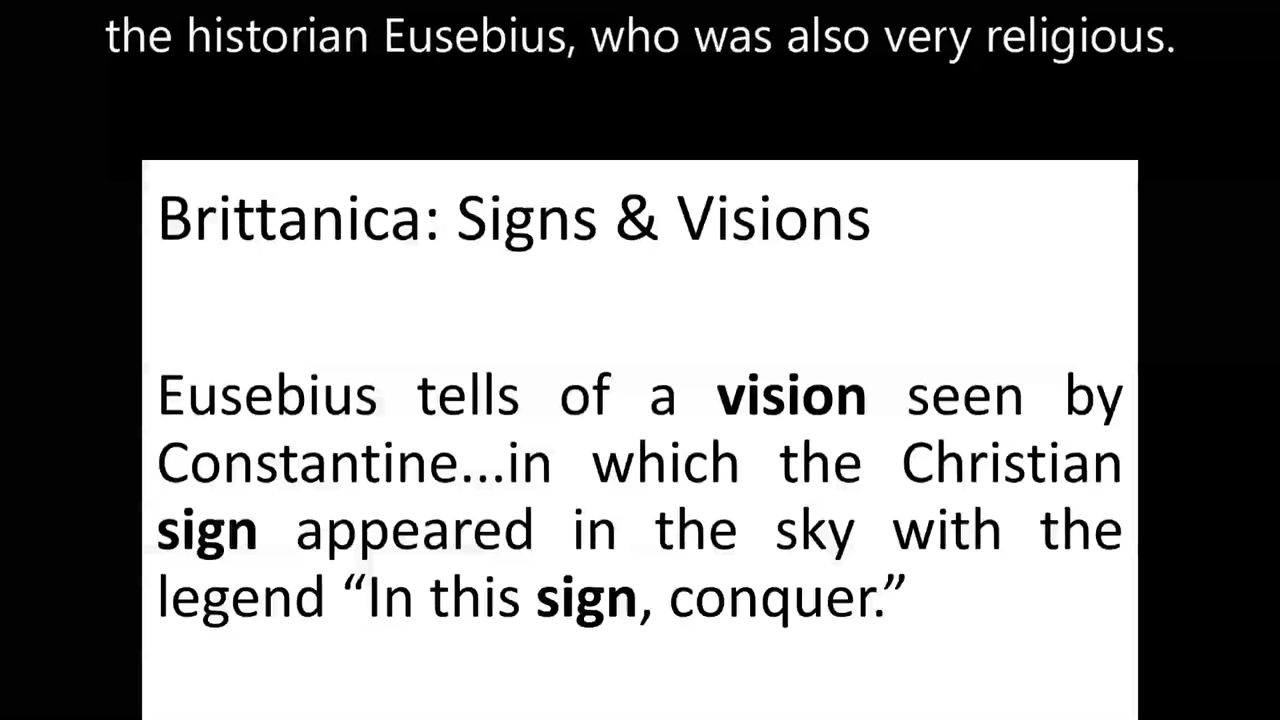 the historian Eusebius, who was also very religious.
Brittanica: Signs & Visions
Eusebius tells of a vision seen by
Constantine...in which the Christian
sign appeared in the sky with the
legend “In this sign, conquer.”